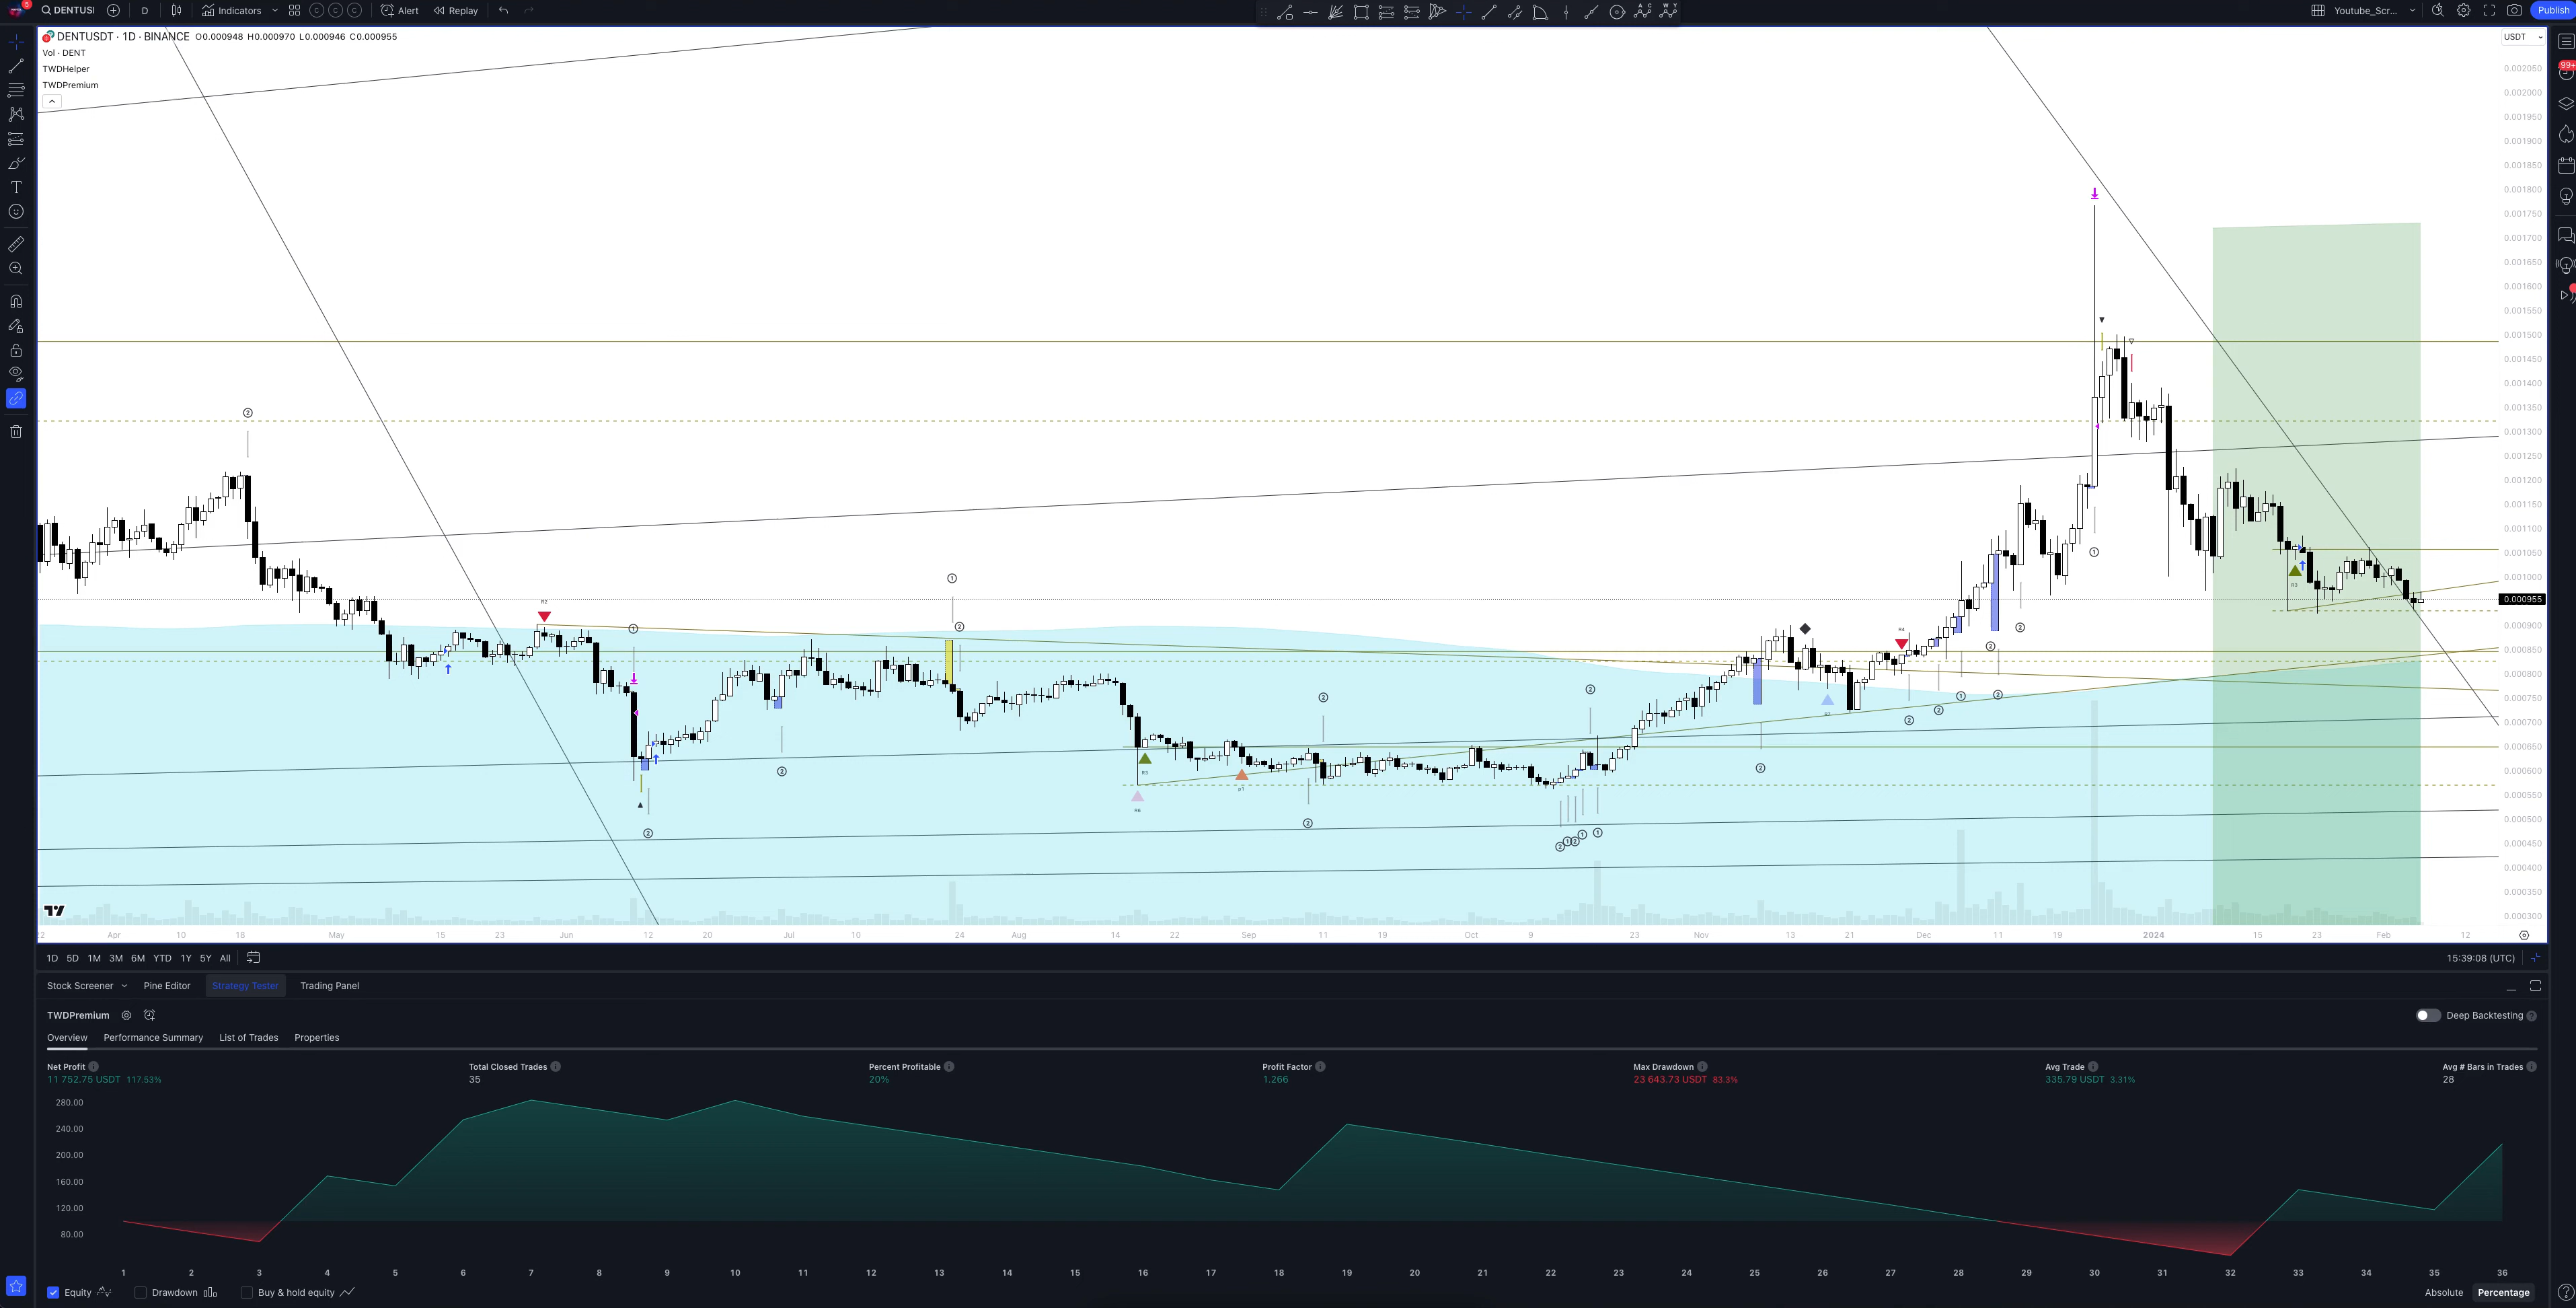 5
DENTUSI
D
Indicators
C C C
Alert
Replay
A C
W Y
Youtube_Scr...
Publish
DENTUSDT · 1D · BINANCE O0.000948 H0.000970 L0.000946 C0.000955
USDT
Vol · DENT
TWDHelper
TWDPremium
99+
0.002050
0.002000
0.001950
0.001900
0.001850
0.001800
0.001750
0.001700
0.001650
0.001600
0.001550
0.001500
0.001450
0.001400
0.001350
0.001300
0.001250
0.001200
0.001150
0.001100
0.001050
0.001000
0.000955
0.000900
0.000850
0.000800
0.000750
0.000700
0.000650
0.000600
0.000550
0.000500
0.000450
0.000400
0.000350
0.000300
22 Apr 10 18 May 15 23 Jun 12 20 Jul 10 24 Aug 14 22 Sep 11 19 Oct 9 23 Nov 13 21 Dec 11 19 2024 15 23 Feb 12
1D 5D 1M 3M 6M YTD 1Y 5Y All
15:39:08 (UTC)
Stock Screener Pine Editor Strategy Tester Trading Panel
TWDPremium
Deep Backtesting
Overview Performance Summary List of Trades Properties
Net Profit Total Closed Trades Percent Profitable Profit Factor Max Drawdown Avg Trade Avg # Bars in Trades
11 752.75 USDT 117.53% 35 20% 1.266 23 643.73 USDT 83.3% 335.79 USDT 3.31% 28
280.00
240.00
200.00
160.00
120.00
80.00
1 2 3 4 5 6 7 8 9 10 11 12 13 14 15 16 17 18 19 20 21 22 23 24 25 26 27 28 29 30 31 32 33 34 35 36
Equity Drawdown Buy & hold equity
Absolute Percentage